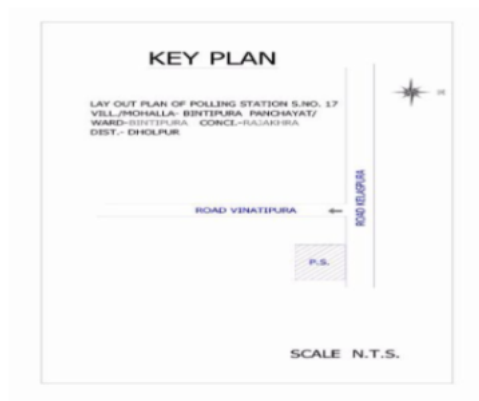 KEY PLAN
LAY OUT PLAN OF POLLING STATION S.NO. 17
VILL./MOHALLA- BINTIPURA PANCHAYAT/
WARD-BINTIPURA CONCI.-RAJAKHRA
DIST.- DHOLPUR
ROAD VINATIPURA
ROAD KELASPURA
P.S.
SCALE N.T.S.